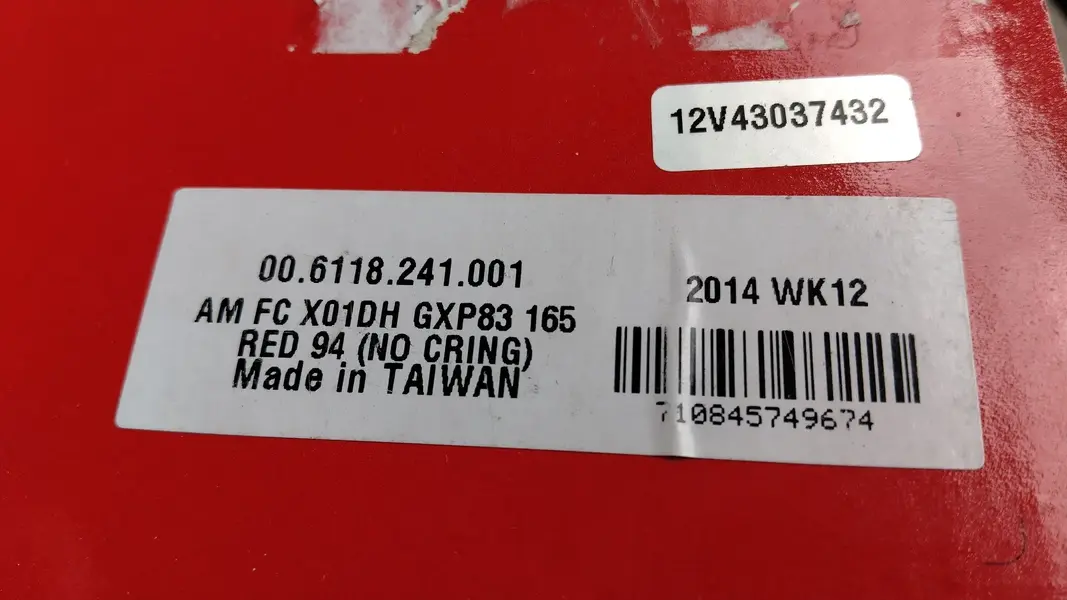 12V43037432
00.6118.241.001
AM FC X01DH GXP83 165
RED 94 (NO CRING)
Made in TAIWAN
2014 WK12
710845749674